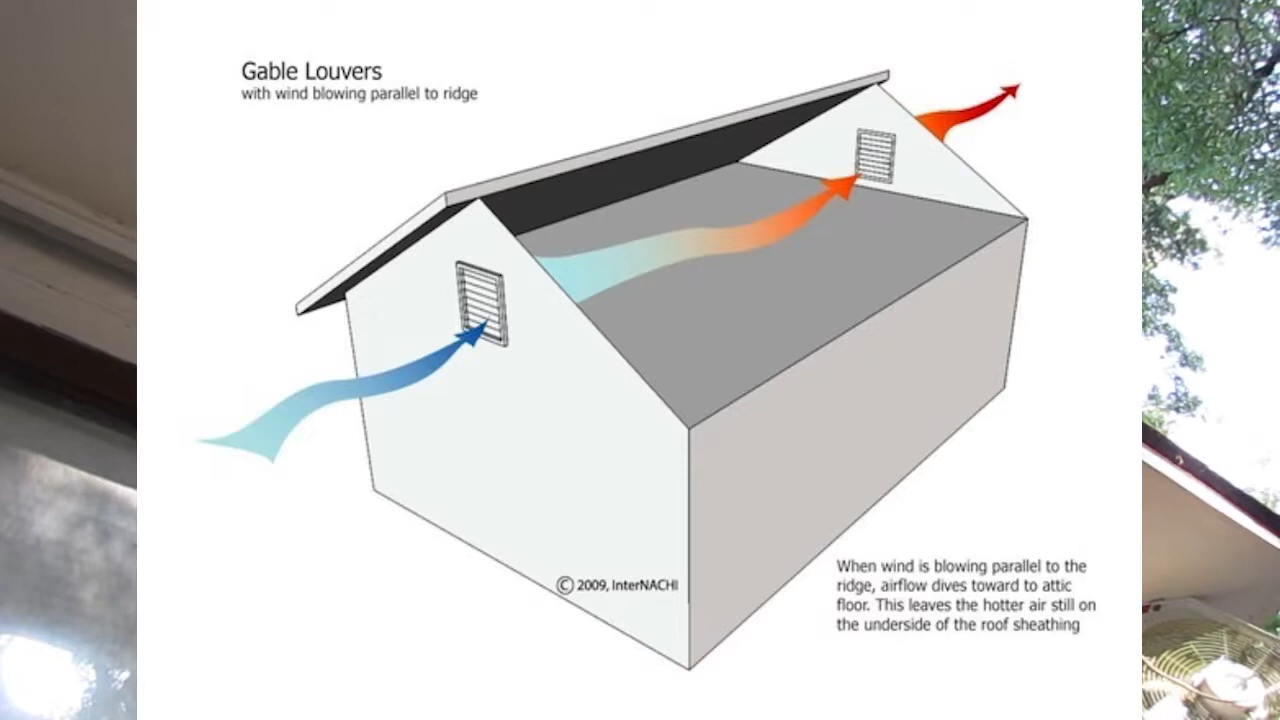 Gable Louvers
with wind blowing parallel to ridge
© 2009, InterNACHI
When wind is blowing parallel to the
ridge, airflow dives toward to attic
floor. This leaves the hotter air still on
the underside of the roof sheathing